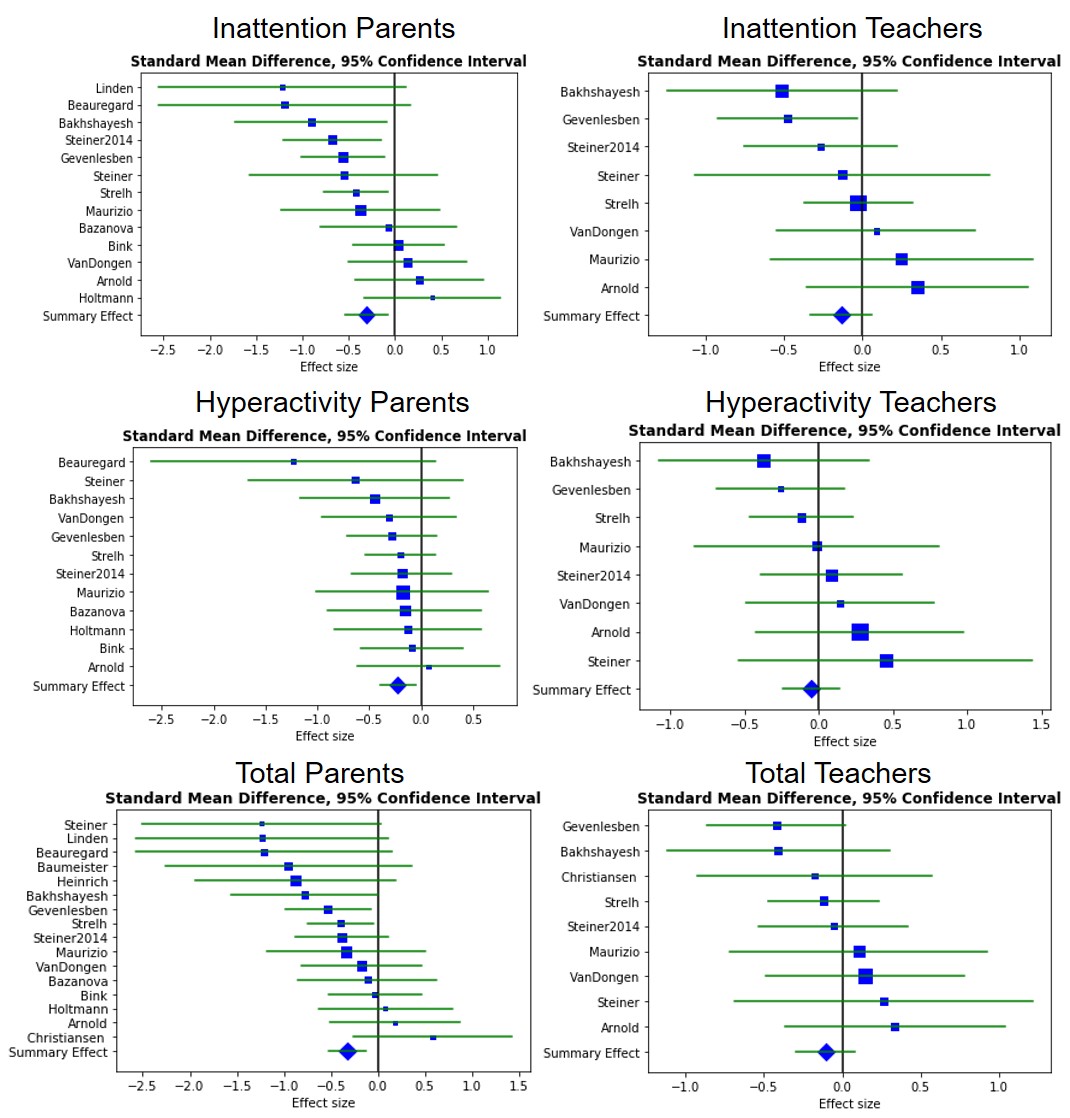 Inattention Parents
Standard Mean Difference, 95% Confidence Interval
Linden
Beauregard
Bakhshayesh
Steiner2014
Gevenlesben
Steiner
Strelh
Maurizio
Bazanova
Bink
VanDongen
Arnold
Holtmann
Summary Effect
−2.5 −2.0 −1.5 −1.0 −0.5 0.0 0.5 1.0
Effect size
Inattention Teachers
Standard Mean Difference, 95% Confidence Interval
Bakhshayesh
Gevenlesben
Steiner2014
Steiner
Strelh
VanDongen
Maurizio
Arnold
Summary Effect
−1.0 −0.5 0.0 0.5 1.0
Effect size
Hyperactivity Parents
Standard Mean Difference, 95% Confidence Interval
Beauregard
Steiner
Bakhshayesh
VanDongen
Gevenlesben
Strelh
Steiner2014
Maurizio
Bazanova
Holtmann
Bink
Arnold
Summary Effect
−2.5 −2.0 −1.5 −1.0 −0.5 0.0 0.5
Effect size
Hyperactivity Teachers
Standard Mean Difference, 95% Confidence Interval
Bakhshayesh
Gevenlesben
Strelh
Maurizio
Steiner2014
VanDongen
Arnold
Steiner
Summary Effect
−1.0 −0.5 0.0 0.5 1.0 1.5
Effect size
Total Parents
Standard Mean Difference, 95% Confidence Interval
Steiner
Linden
Beauregard
Baumeister
Heinrich
Bakhshayesh
Gevenlesben
Strelh
Steiner2014
Maurizio
VanDongen
Bazanova
Bink
Holtmann
Arnold
Christiansen
Summary Effect
−2.5 −2.0 −1.5 −1.0 −0.5 0.0 0.5 1.0 1.5
Effect size
Total Teachers
Standard Mean Difference, 95% Confidence Interval
Gevenlesben
Bakhshayesh
Christiansen
Strelh
Steiner2014
Maurizio
VanDongen
Steiner
Arnold
Summary Effect
−1.0 −0.5 0.0 0.5 1.0
Effect size